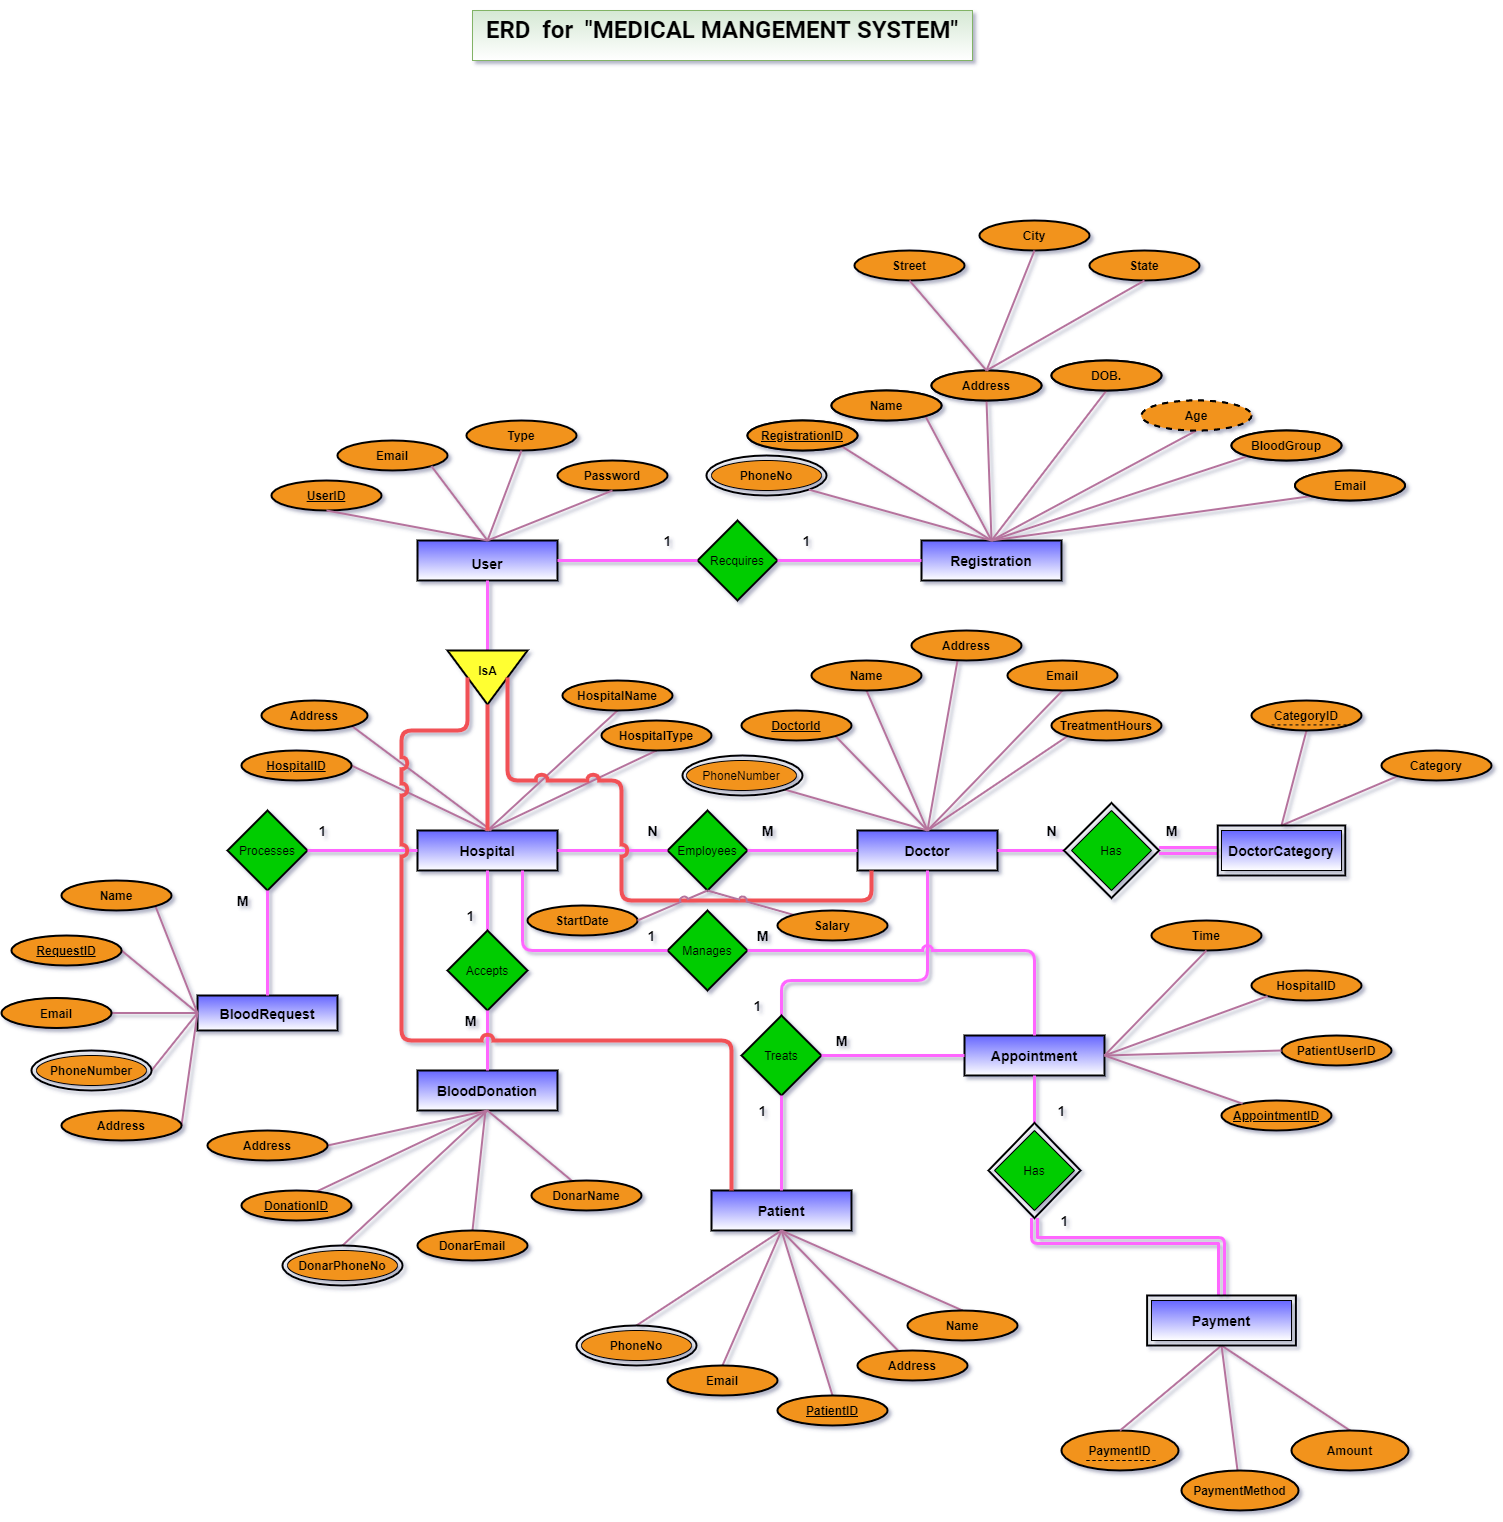 ERD  for  "MEDICAL MANGEMENT SYSTEM"
City
Street
State
Address
DOB.
Name
Age
RegistrationID
BloodGroup
PhoneNo
Email
Type
Email
Password
UserID
User
1
Recquires
1
Registration
IsA
Address
HospitalName
HospitalType
HospitalID
Address
Name
Email
DoctorId
TreatmentHours
PhoneNumber
CategoryID
Category
Processes
1
Hospital
N
Employees
M
Doctor
N
Has
M
DoctorCategory
M
StartDate
Salary
1
Accepts
M
1
Manages
M
Name
RequestID
Email
PhoneNumber
Address
BloodRequest
Time
HospitalID
PatientUserID
AppointmentID
1
Treats
M
Appointment
1
1
Has
1
BloodDonation
Address
DonationID
DonarPhoneNo
DonarEmail
DonarName
Patient
PhoneNo
Email
PatientID
Address
Name
Payment
PaymentID
PaymentMethod
Amount